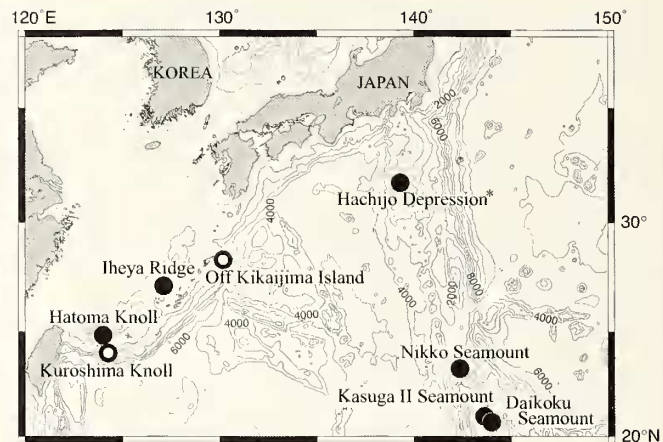 120°E
130°
140°
150°
KOREA
JAPAN
2000
6000
Hachijo Depression*
4000
30°
8000
Iheya Ridge
Off Kikaijima Island
4000
2000
Hatoma Knoll
4000
4000
4000
6000
Kuroshima Knoll
Nikko Seamount
6000
Kasuga II Seamount
Daikoku
Seamount
20°N